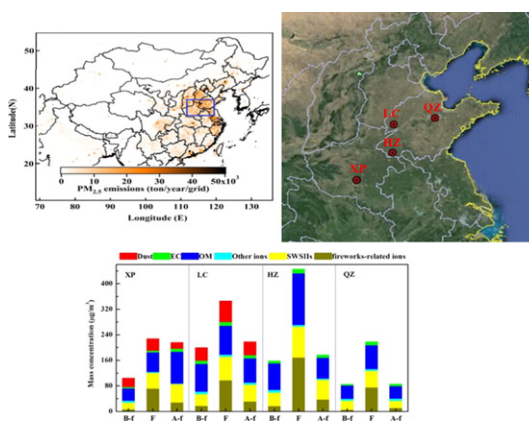 50
40
30
20
Latitude(N)
0 10 20 30 40 50x10³
PM2.5 emissions (ton/year/grid)
70 80 90 100 110 120 130
Longitude (E)
LC
QZ
HZ
XP
Dust EC OM Other ions SWSIIs fireworks-related ions
XP LC HZ QZ
400
320
240
160
80
0
Mass concentration (μg/m³)
B-f F A-f B-f F A-f B-f F A-f B-f F A-f